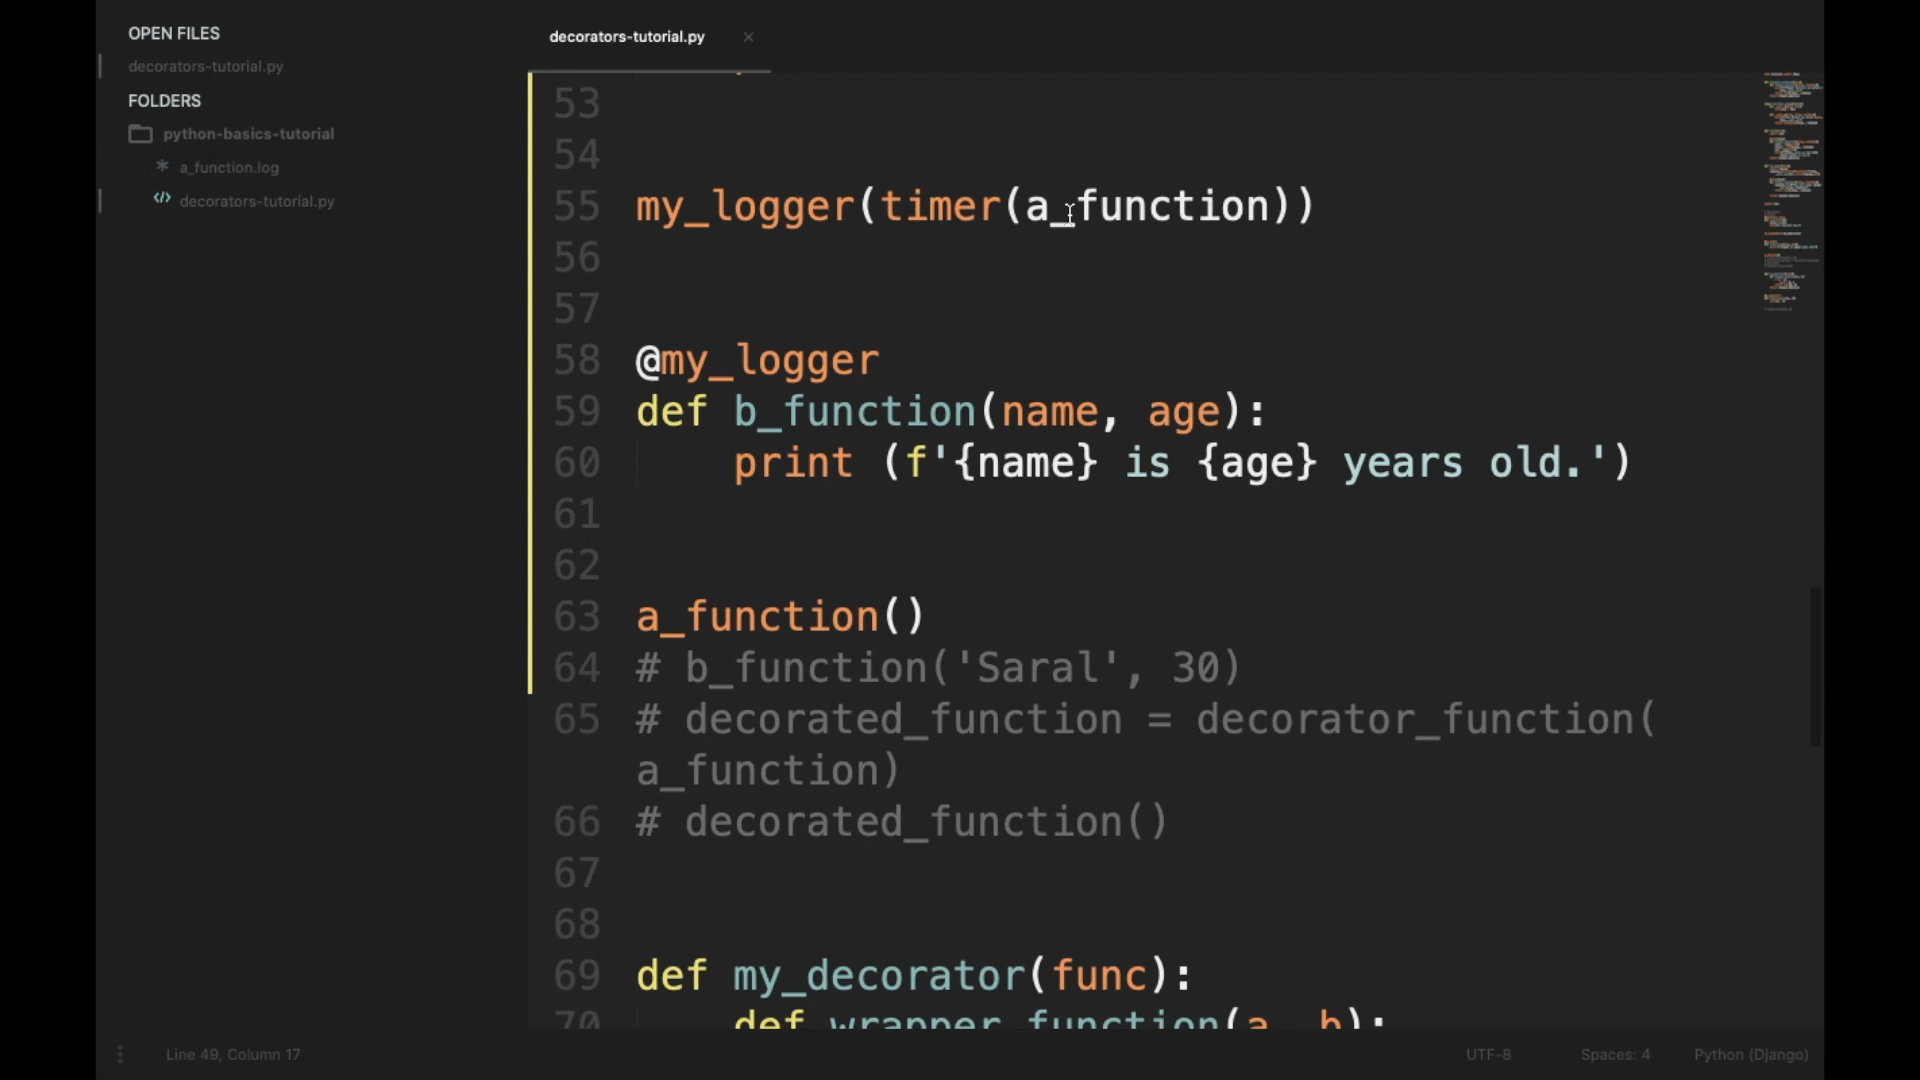 OPEN FILES
decorators-tutorial.py
FOLDERS
python-basics-tutorial
* a_function.log
</> decorators-tutorial.py
decorators-tutorial.py ×
53
54
55 my_logger(timer(a_function))
56
57
58 @my_logger
59 def b_function(name, age):
60     print (f'{name} is {age} years old.')
61
62
63 a_function()
64 # b_function('Saral', 30)
65 # decorated_function = decorator_function(
a_function)
66 # decorated_function()
67
68
69 def my_decorator(func):
70     def wrapper_function(a, b):
Line 49, Column 17
UTF-8
Spaces: 4
Python (Django)